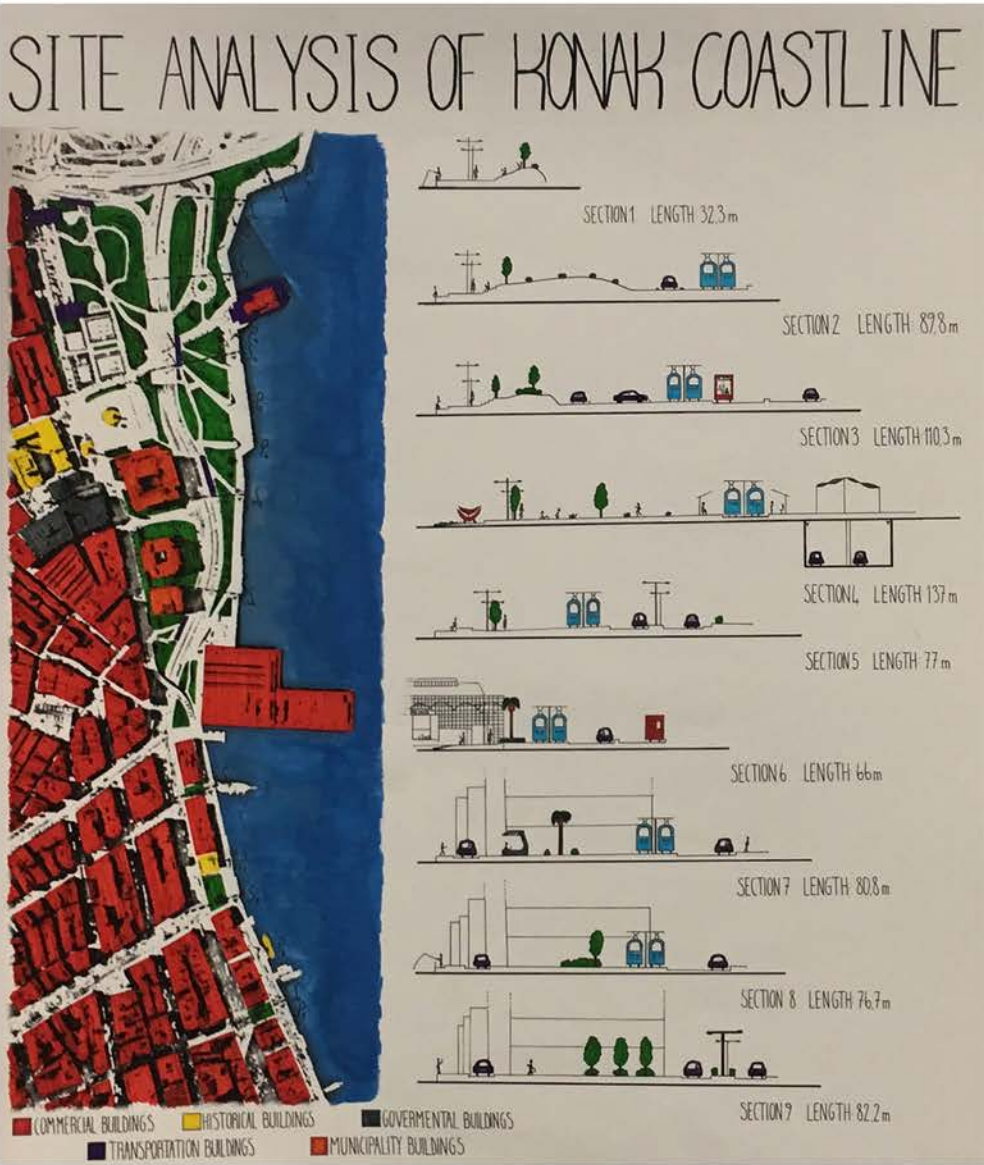 SITE ANALYSIS OF KONAK COASTLINE
SECTION 1 LENGTH 32,3 m
SECTION 2 LENGTH 89,8 m
SECTION 3 LENGTH 110,3 m
SECTION 4 LENGTH 137 m
SECTION 5 LENGTH 77 m
SECTION 6 LENGTH 66 m
SECTION 7 LENGTH 80,8 m
SECTION 8 LENGTH 76,7 m
SECTION 9 LENGTH 82,2 m
COMMERCIAL BUILDINGS HISTORICAL BUILDINGS GOVERMENTAL BUILDINGS
TRANSPORTATION BUILDINGS MUNICIPALITY BUILDINGS